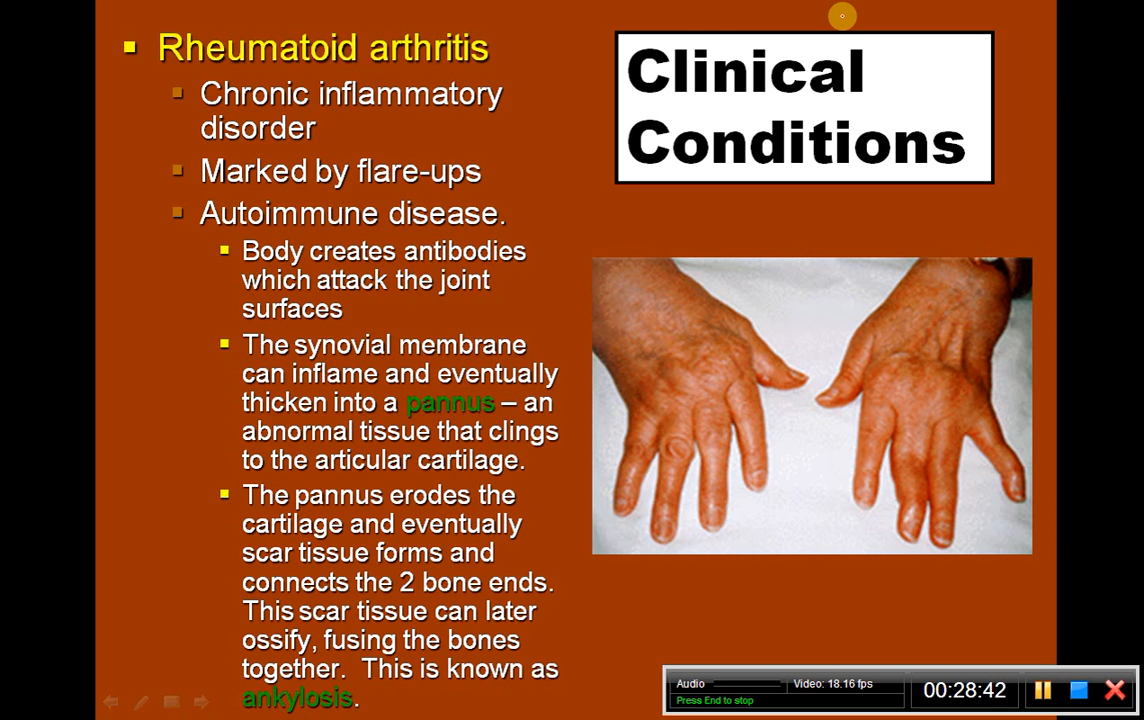 Rheumatoid arthritis
Chronic inflammatory
disorder
Marked by flare-ups
Autoimmune disease.
Body creates antibodies
which attack the joint
surfaces
The synovial membrane
can inflame and eventually
thicken into a pannus – an
abnormal tissue that clings
to the articular cartilage.
The pannus erodes the
cartilage and eventually
scar tissue forms and
connects the 2 bone ends.
This scar tissue can later
ossify, fusing the bones
together. This is known as
ankylosis.
Clinical
Conditions
Audio
Video: 18.16 fps
Press End to stop
00:28:42